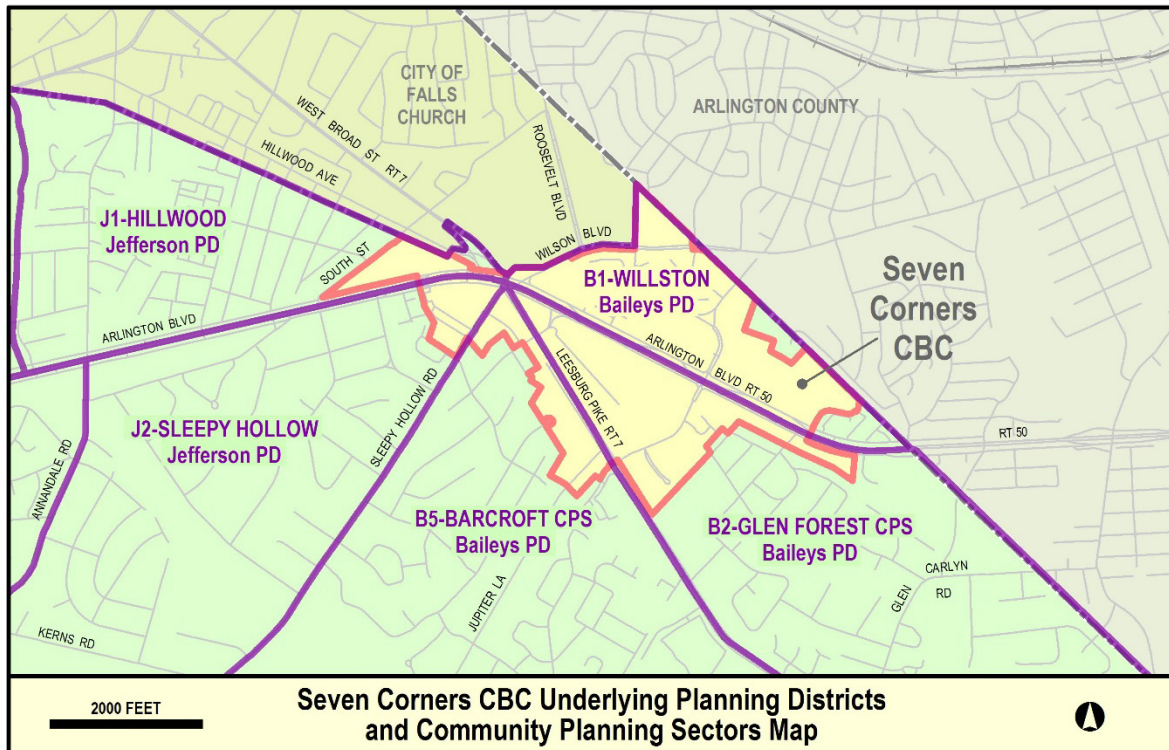 CITY OF
FALLS
CHURCH
ARLINGTON COUNTY
WEST BROAD ST RT 7
ROOSEVELT BLVD
HILLWOOD AVE
J1-HILLWOOD
Jefferson PD
SOUTH ST
WILSON BLVD
B1-WILLSTON
Baileys PD
Seven
Corners
CBC
ARLINGTON BLVD
ARLINGTON BLVD RT 50
LEESBURG PIKE RT 7
SLEEPY HOLLOW RD
J2-SLEEPY HOLLOW
Jefferson PD
RT 50
ANNANDALE RD
B5-BARCROFT CPS
Baileys PD
B2-GLEN FOREST CPS
Baileys PD
GLEN
CARLYN
RD
JUPITER LA
KERNS RD
2000 FEET
Seven Corners CBC Underlying Planning Districts
and Community Planning Sectors Map